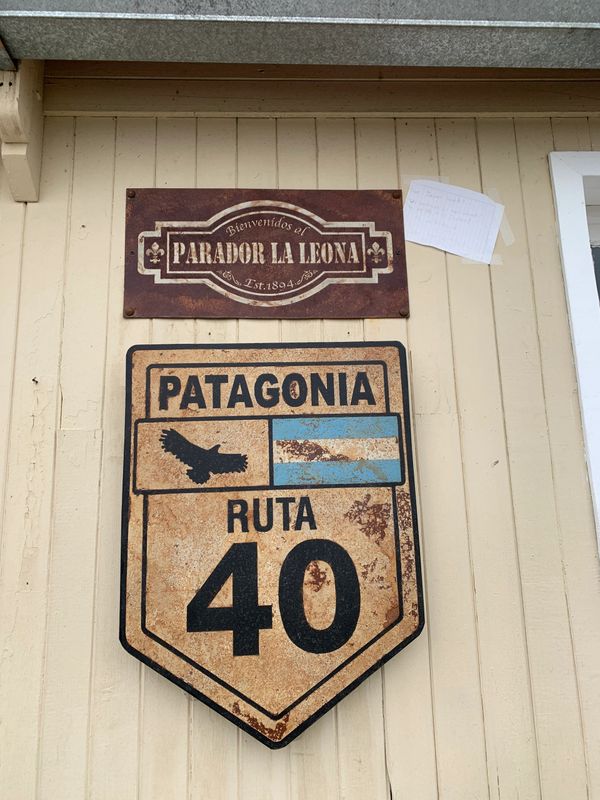 Bienvenidos al
PARADOR LA LEONA
Est.1894
PATAGONIA
RUTA
40